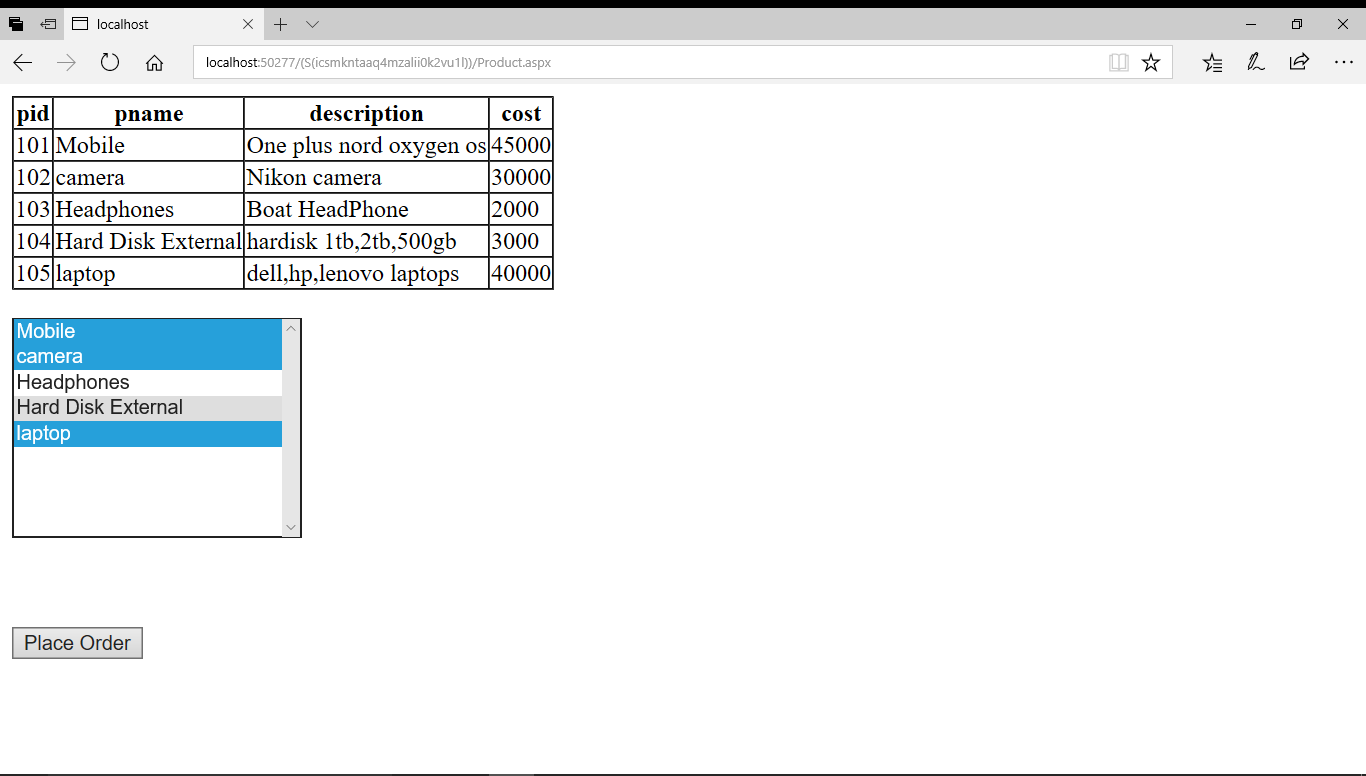 localhost
localhost:50277/(S(icsmkntaaq4mzalii0k2vu1l))/Product.aspx
pid pname description cost
101 Mobile One plus nord oxygen os 45000
102 camera Nikon camera 30000
103 Headphones Boat HeadPhone 2000
104 Hard Disk External hardisk 1tb,2tb,500gb 3000
105 laptop dell,hp,lenovo laptops 40000
Mobile
camera
Headphones
Hard Disk External
laptop
Place Order